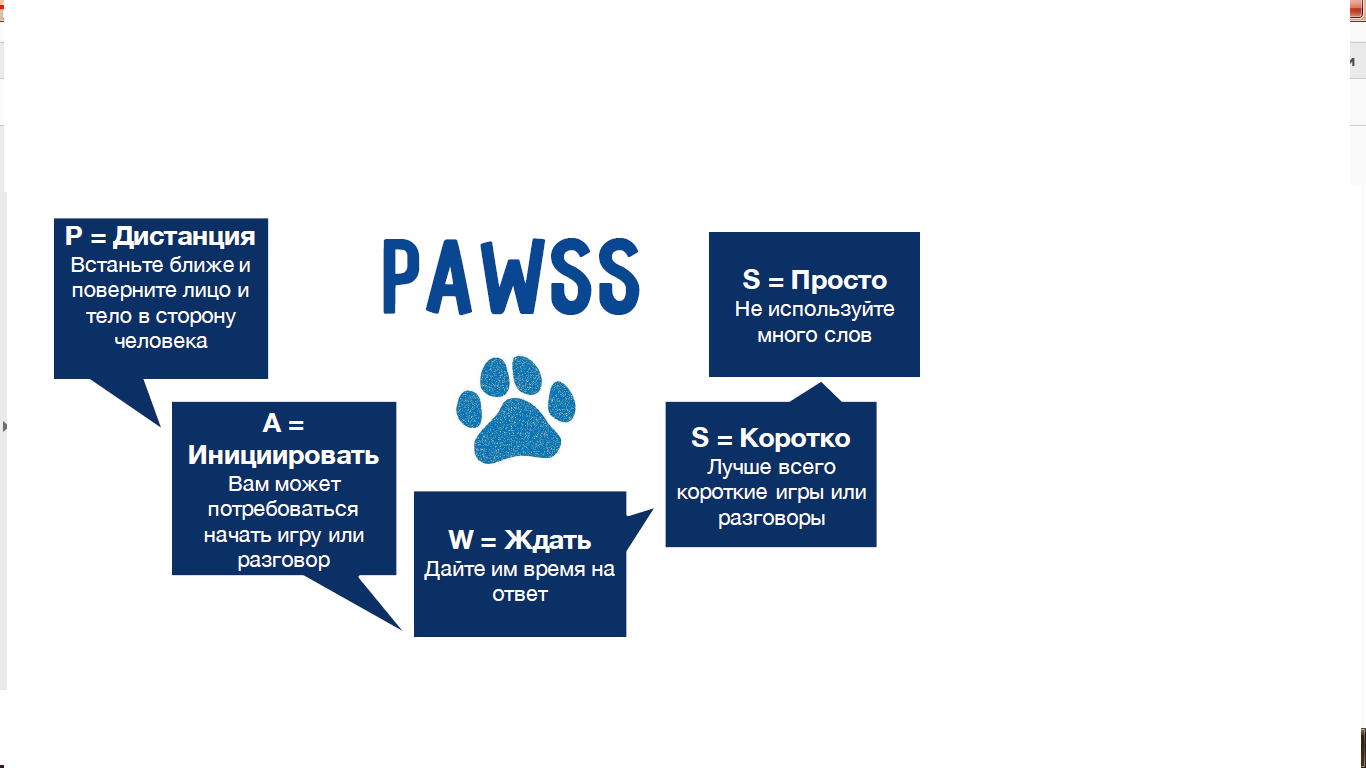 P = Дистанция
Встаньте ближе и
поверните лицо и
тело в сторону
человека
PAWSS
A =
Инициировать
Вам может
потребоваться
начать игру или
разговор
W = Ждать
Дайте им время на
ответ
S = Коротко
Лучше всего
короткие игры или
разговоры
S = Просто
Не используйте
много слов